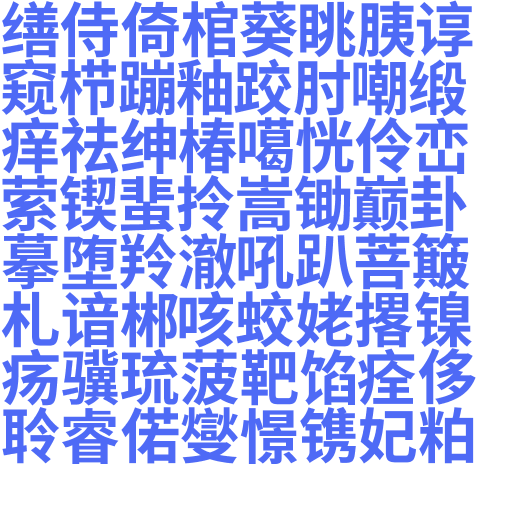 缮侍倚棺葵眺胰谆
窥栉蹦釉跤肘嘲缎
痒祛绅椿噶恍伶峦
萦锲蜚拎嵩锄巅卦
摹堕羚澈吼趴菩簸
札谙郴咳蛟姥撂镍
疡骥琉菠靶馅痊侈
聆睿偌燮憬镌妃粕